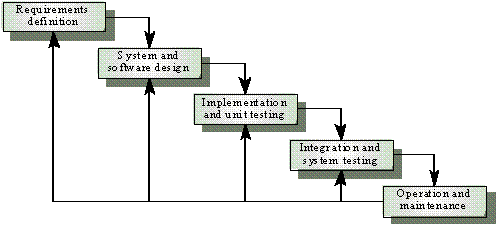 Requirements
definition
System and
software design
Implementation
and unit testing
Integration and
system testing
Operation and
maintenance